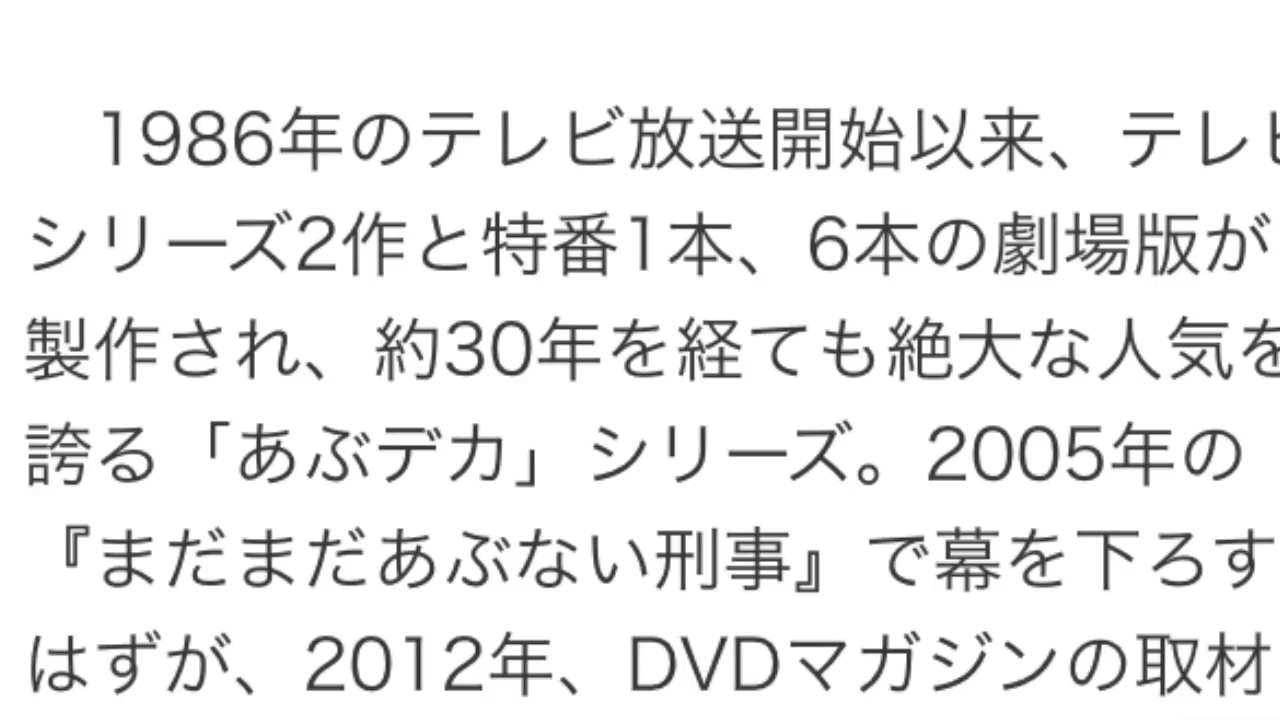 1986年のテレビ放送開始以来、テレビ
シリーズ2作と特番1本、6本の劇場版が
製作され、約30年を経ても絶大な人気を
誇る「あぶデカ」シリーズ。2005年の
『まだまだあぶない刑事』で幕を下ろす
はずが、2012年、DVDマガジンの取材